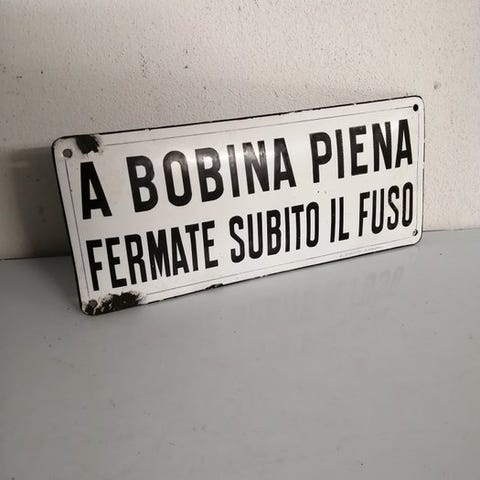 A BOBINA PIENA
FERMATE SUBITO IL FUSO